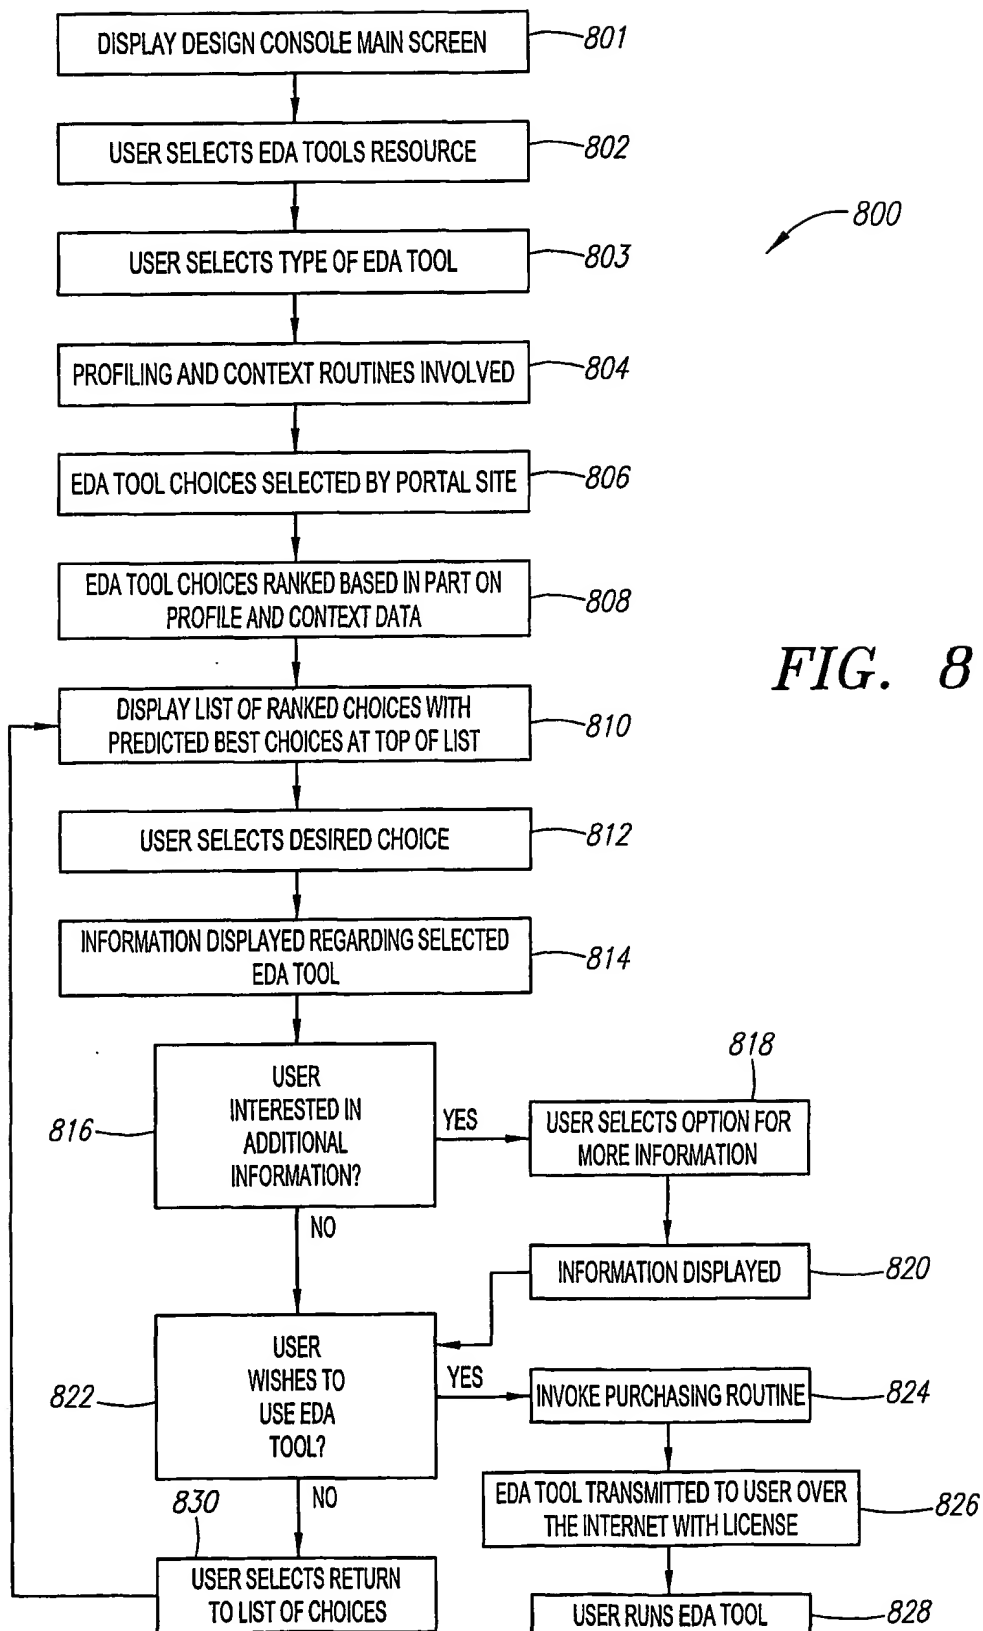 DISPLAY DESIGN CONSOLE MAIN SCREEN
801
USER SELECTS EDA TOOLS RESOURCE
802
800
USER SELECTS TYPE OF EDA TOOL
803
PROFILING AND CONTEXT ROUTINES INVOLVED
804
EDA TOOL CHOICES SELECTED BY PORTAL SITE
806
EDA TOOL CHOICES RANKED BASED IN PART ON
PROFILE AND CONTEXT DATA
808
FIG. 8
DISPLAY LIST OF RANKED CHOICES WITH
PREDICTED BEST CHOICES AT TOP OF LIST
810
USER SELECTS DESIRED CHOICE
812
INFORMATION DISPLAYED REGARDING SELECTED
EDA TOOL
814
816
USER
INTERESTED IN
ADDITIONAL
INFORMATION?
YES
NO
818
USER SELECTS OPTION FOR
MORE INFORMATION
INFORMATION DISPLAYED
820
822
USER
WISHES TO
USE EDA
TOOL?
YES
NO
INVOKE PURCHASING ROUTINE
824
EDA TOOL TRANSMITTED TO USER OVER
THE INTERNET WITH LICENSE
826
830
USER SELECTS RETURN
TO LIST OF CHOICES
USER RUNS EDA TOOL
828